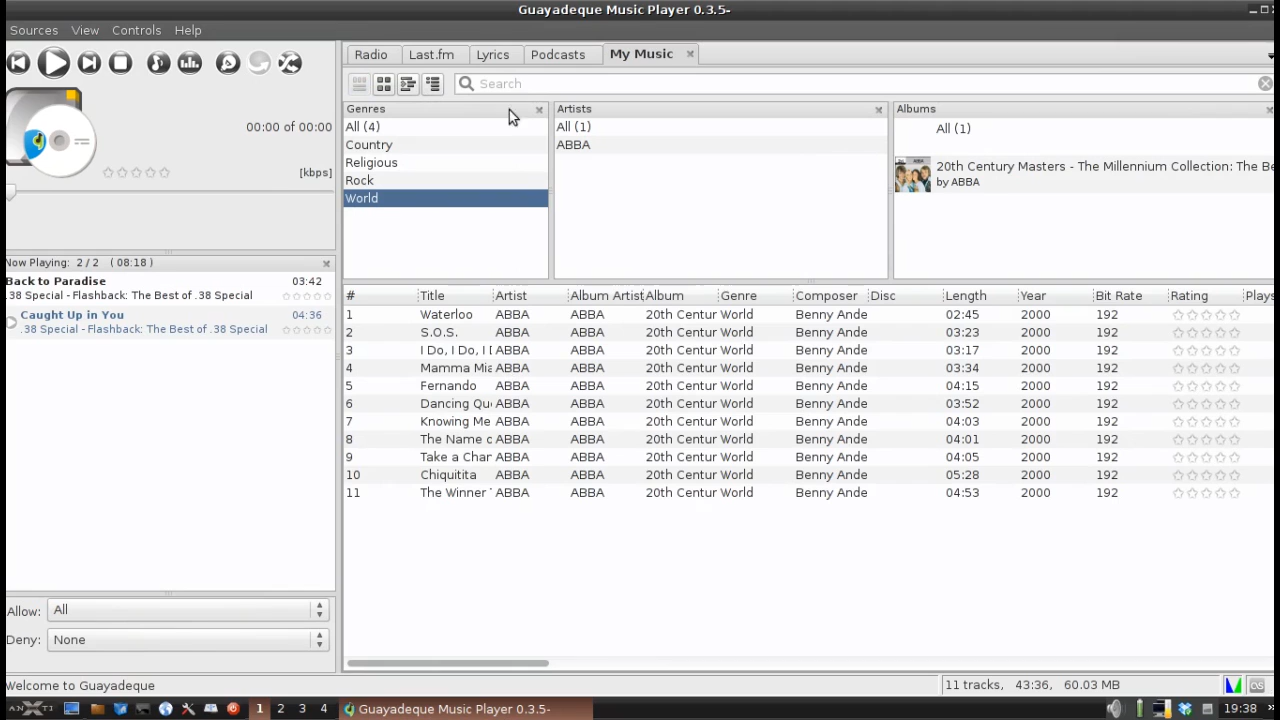 Guayadeque Music Player 0.3.5-
Sources View Controls Help
Radio Last.fm Lyrics Podcasts My Music
Search
00:00 of 00:00
[kbps]
Genres
All (4)
Country
Religious
Rock
World
Artists
All (1)
ABBA
Albums
All (1)
20th Century Masters - The Millennium Collection: The Be
by ABBA
Now Playing: 2/2 ( 08:18 )
Back to Paradise 03:42
.38 Special - Flashback: The Best of .38 Special
Caught Up in You 04:36
.38 Special - Flashback: The Best of .38 Special
# Title Artist Album Artist Album Genre Composer Disc Length Year Bit Rate Rating Plays
1 Waterloo ABBA ABBA 20th Centur World Benny Ande 02:45 2000 192
2 S.O.S. ABBA ABBA 20th Centur World Benny Ande 03:23 2000 192
3 I Do, I Do, I D ABBA ABBA 20th Centur World Benny Ande 03:17 2000 192
4 Mamma Mia ABBA ABBA 20th Centur World Benny Ande 03:34 2000 192
5 Fernando ABBA ABBA 20th Centur World Benny Ande 04:15 2000 192
6 Dancing Que ABBA ABBA 20th Centur World Benny Ande 03:52 2000 192
7 Knowing Me ABBA ABBA 20th Centur World Benny Ande 04:03 2000 192
8 The Name o ABBA ABBA 20th Centur World Benny Ande 04:01 2000 192
9 Take a Char ABBA ABBA 20th Centur World Benny Ande 04:05 2000 192
10 Chiquitita ABBA ABBA 20th Centur World Benny Ande 05:28 2000 192
11 The Winner ABBA ABBA 20th Centur World Benny Ande 04:53 2000 192
Allow: All
Deny: None
Welcome to Guayadeque
11 tracks, 43:36, 60.03 MB
1 2 3 4 Guayadeque Music Player 0.3.5- 19:38